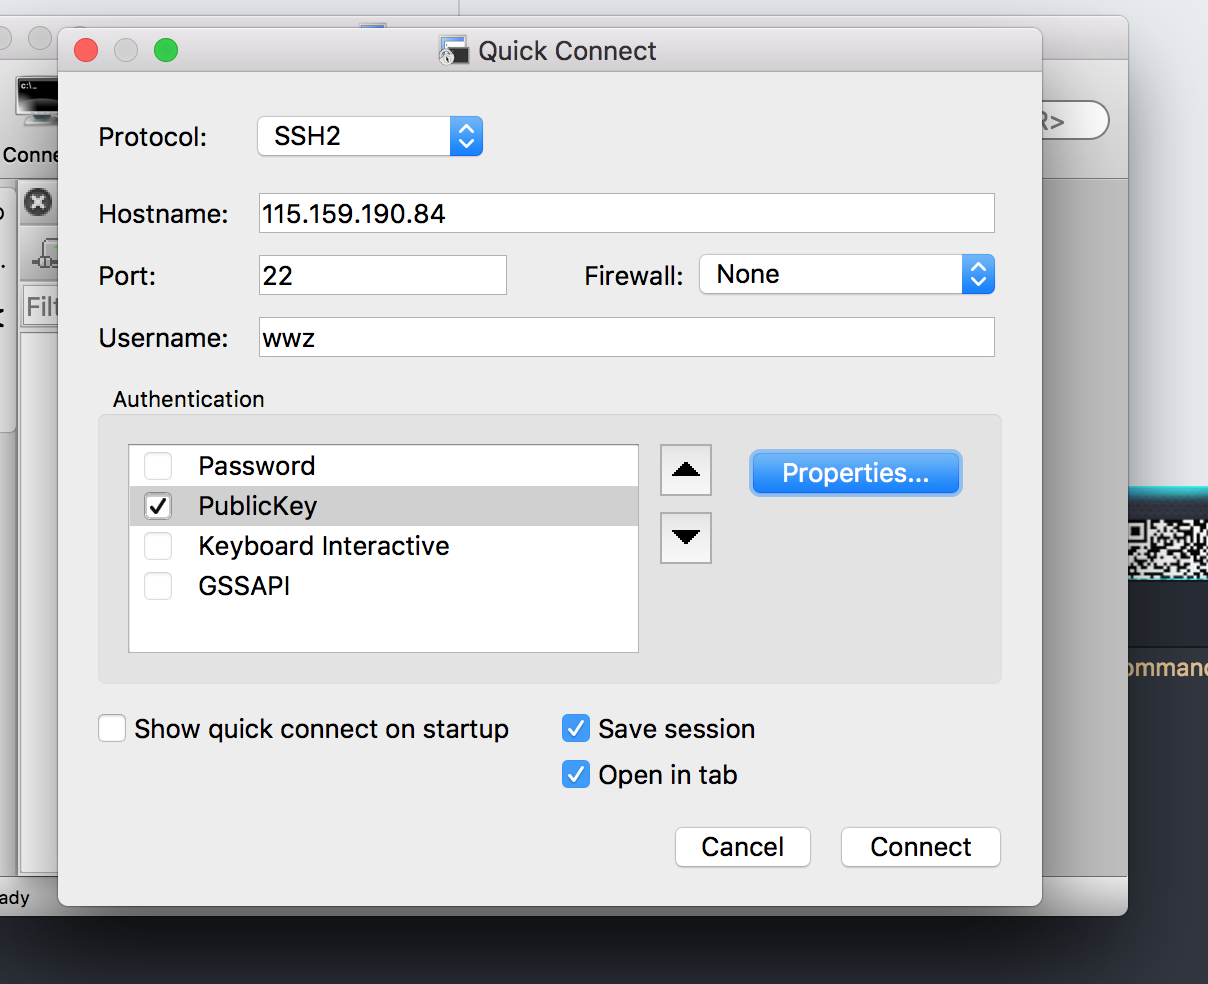 Quick Connect
Protocol: SSH2
Hostname: 115.159.190.84
Port: 22 Firewall: None
Username: wwz
Authentication
Password
PublicKey
Keyboard Interactive
GSSAPI
Properties...
Show quick connect on startup
Save session
Open in tab
Cancel Connect
C:\_
Conne
Filt
ady
R>
ommand